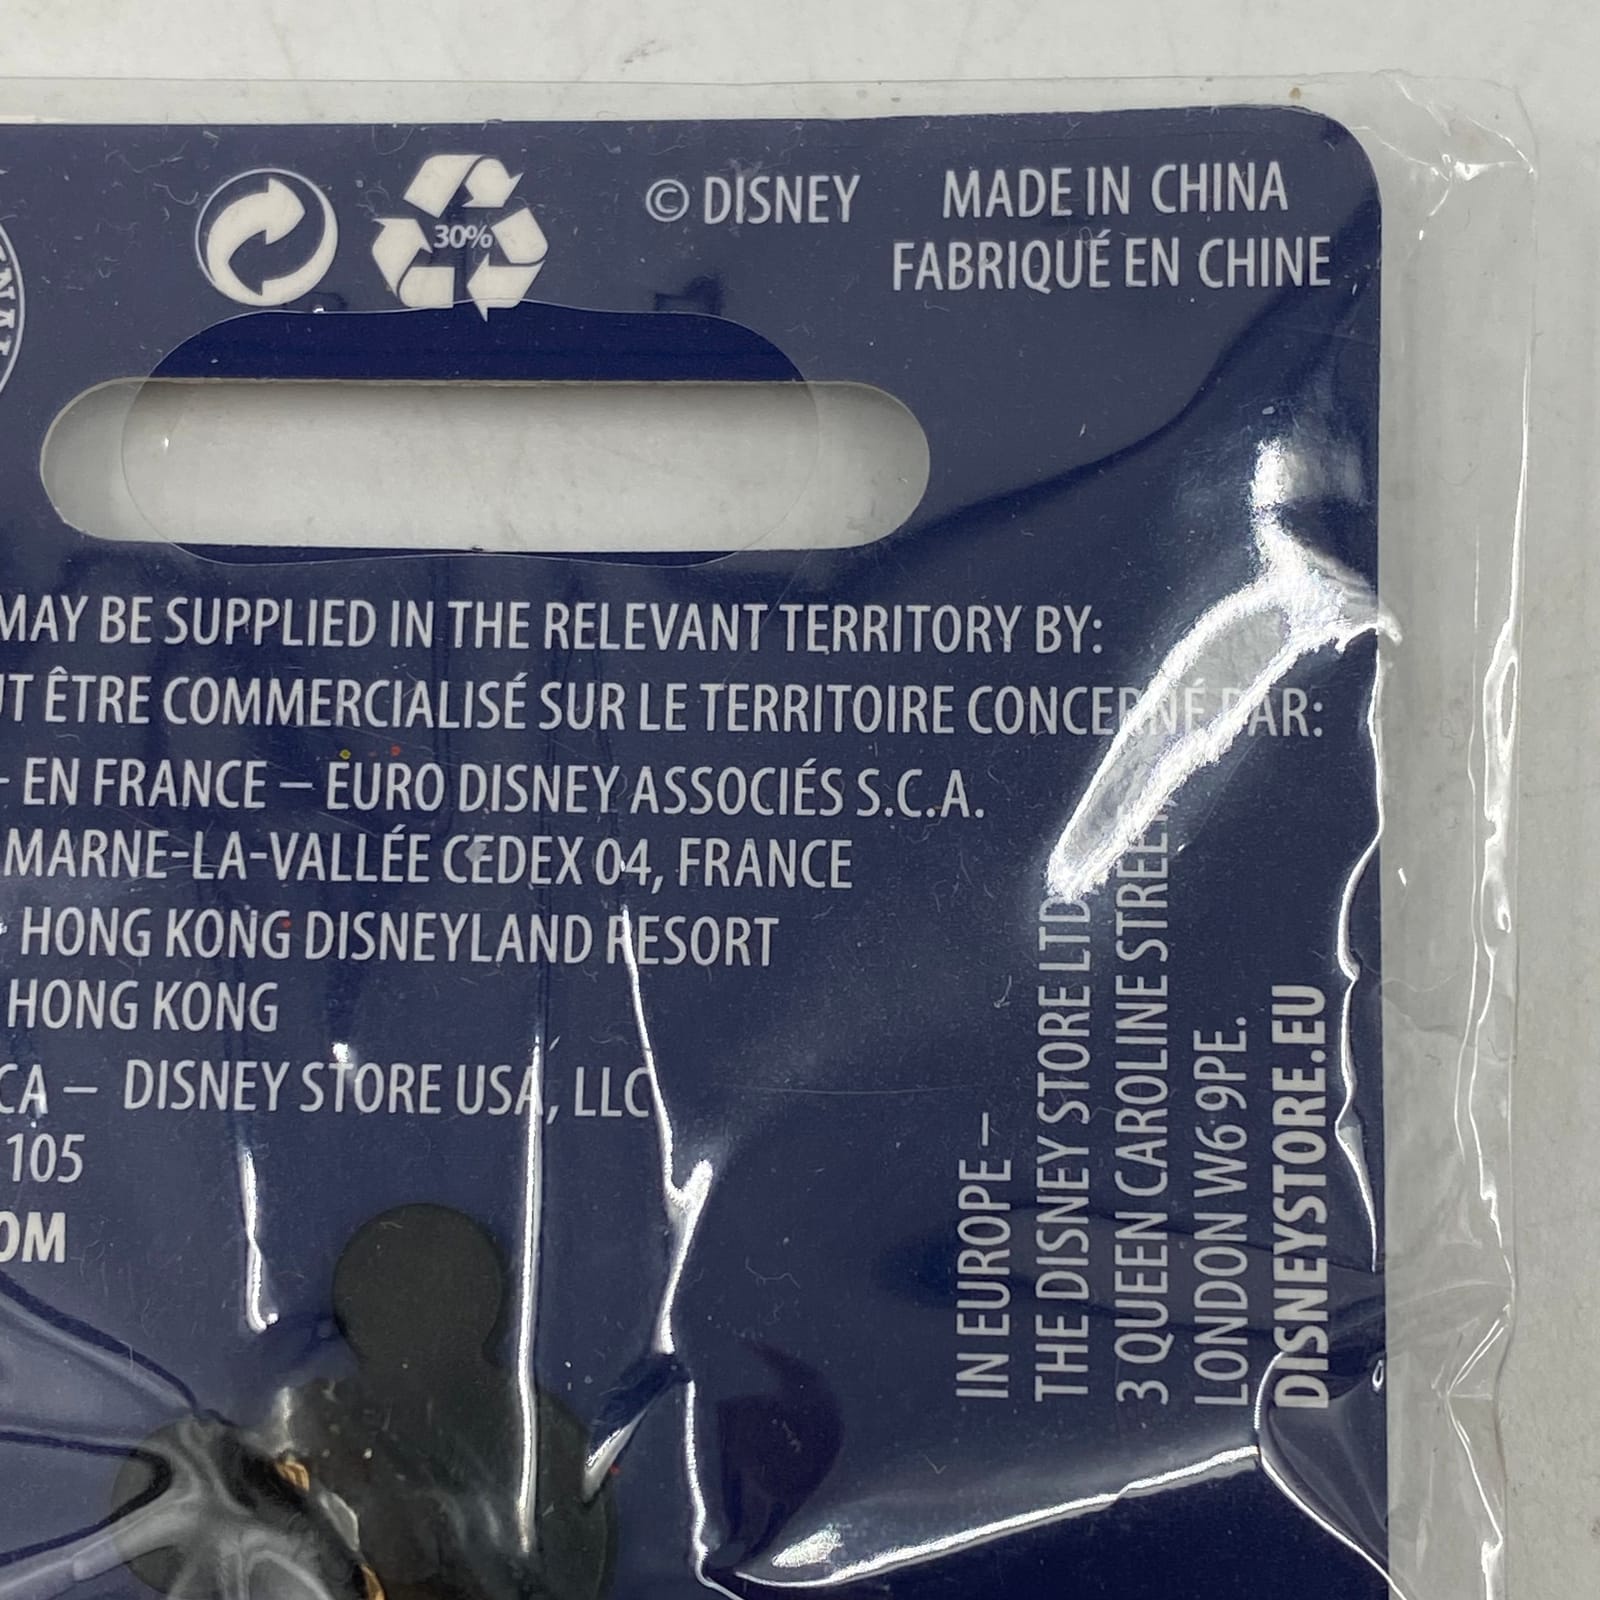 30%
© DISNEY
MADE IN CHINA
FABRIQUÉ EN CHINE
MAY BE SUPPLIED IN THE RELEVANT TERRITORY BY:
UT ÊTRE COMMERCIALISÉ SUR LE TERRITOIRE CONCERNÉ PAR:
- EN FRANCE – EURO DISNEY ASSOCIÉS S.C.A.
MARNE-LA-VALLÉE CEDEX 04, FRANCE
- HONG KONG DISNEYLAND RESORT
HONG KONG
CA – DISNEY STORE USA, LLC
105
OM
IN EUROPE –
THE DISNEY STORE LTD
3 QUEEN CAROLINE STREET
LONDON W6 9PE.
DISNEYSTORE.EU